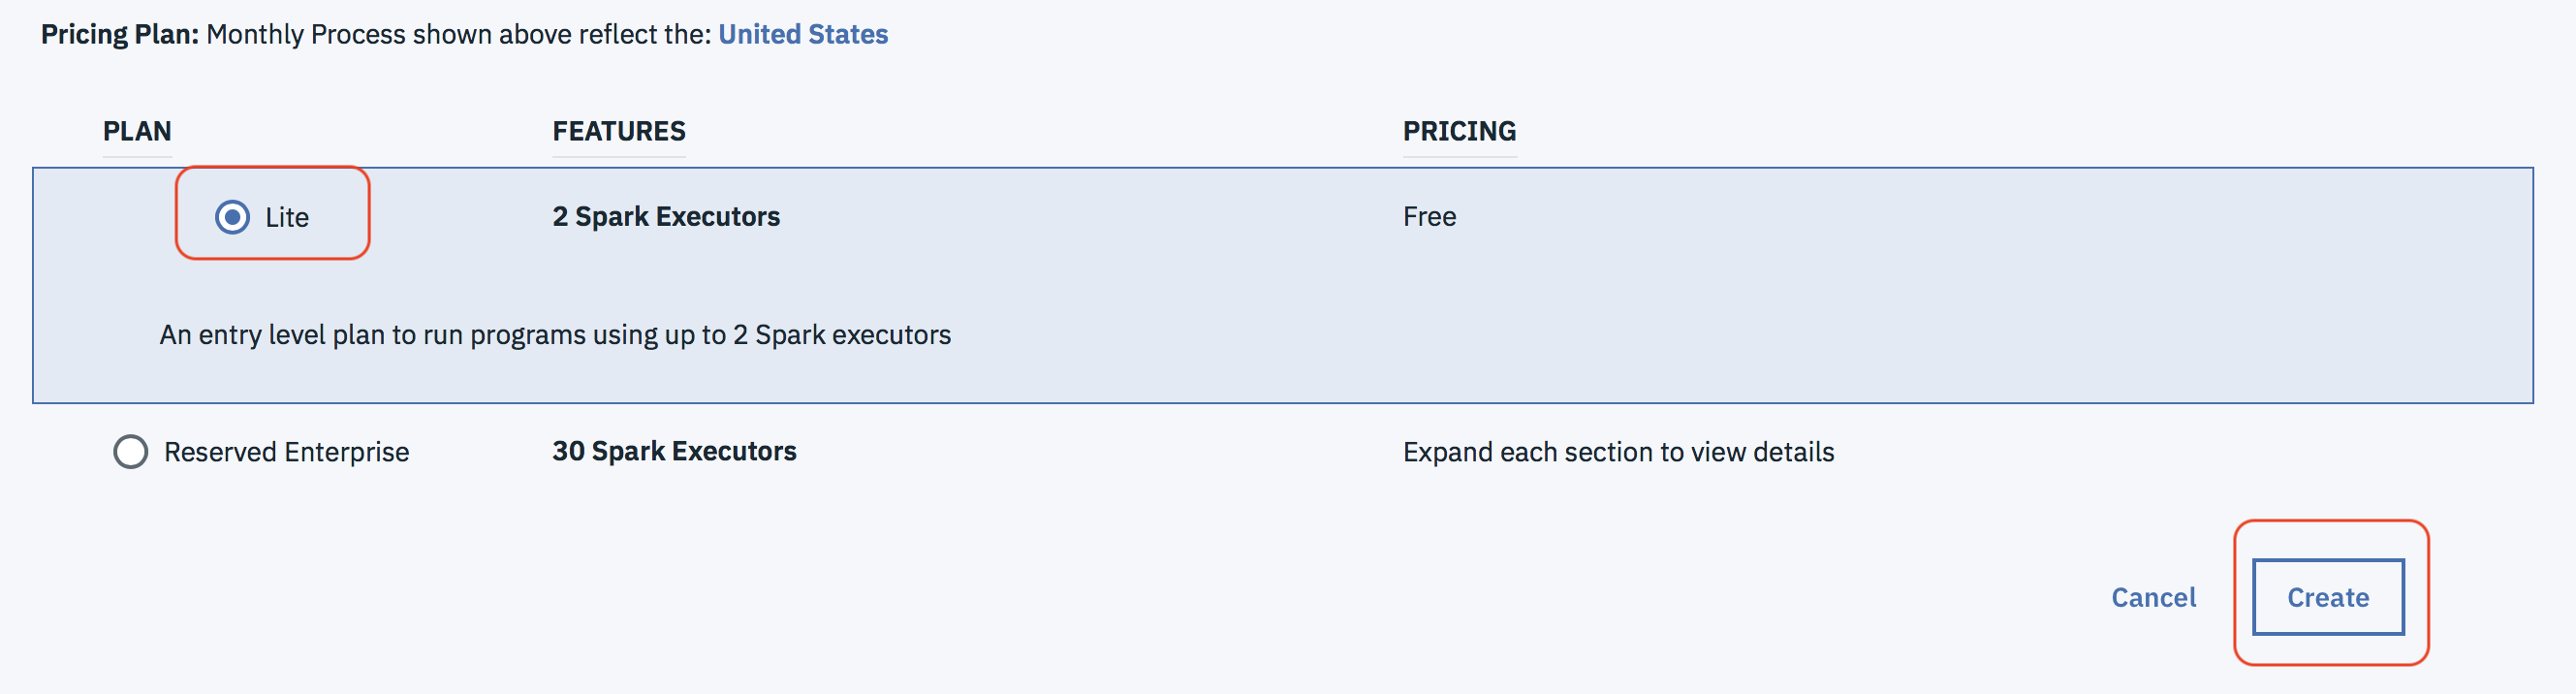 Pricing Plan: Monthly Process shown above reflect the: United States
PLAN FEATURES PRICING
Lite 2 Spark Executors Free
An entry level plan to run programs using up to 2 Spark executors
Reserved Enterprise 30 Spark Executors Expand each section to view details
Cancel Create